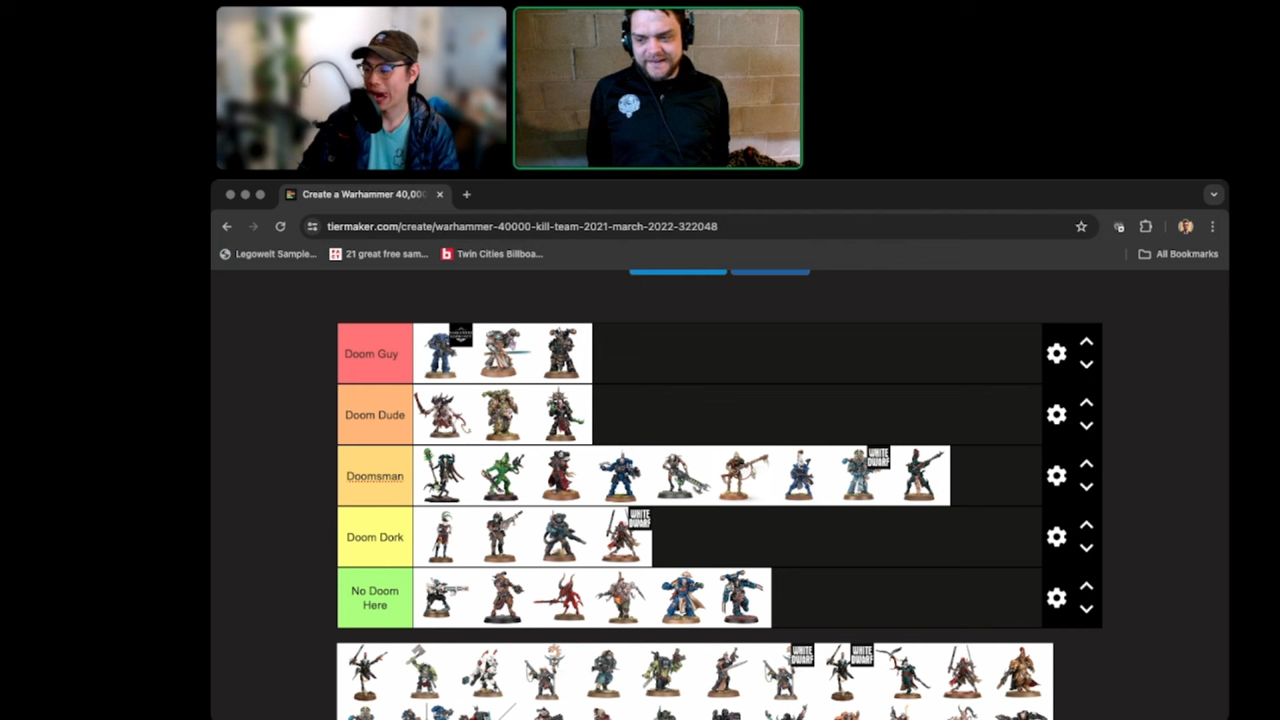 Create a Warhammer 40,00
tiermaker.com/create/warhammer-40000-kill-team-2021-march-2022-322048
Legowelt Sample...
21 great free sam...
Twin Cities Billboa...
All Bookmarks
Doom Guy
Doom Dude
Doomsman
WHITE
DWARF
Doom Dork
WHITE
DWARF
No Doom
Here
WHITE
DWARF
WHITE
DWARF